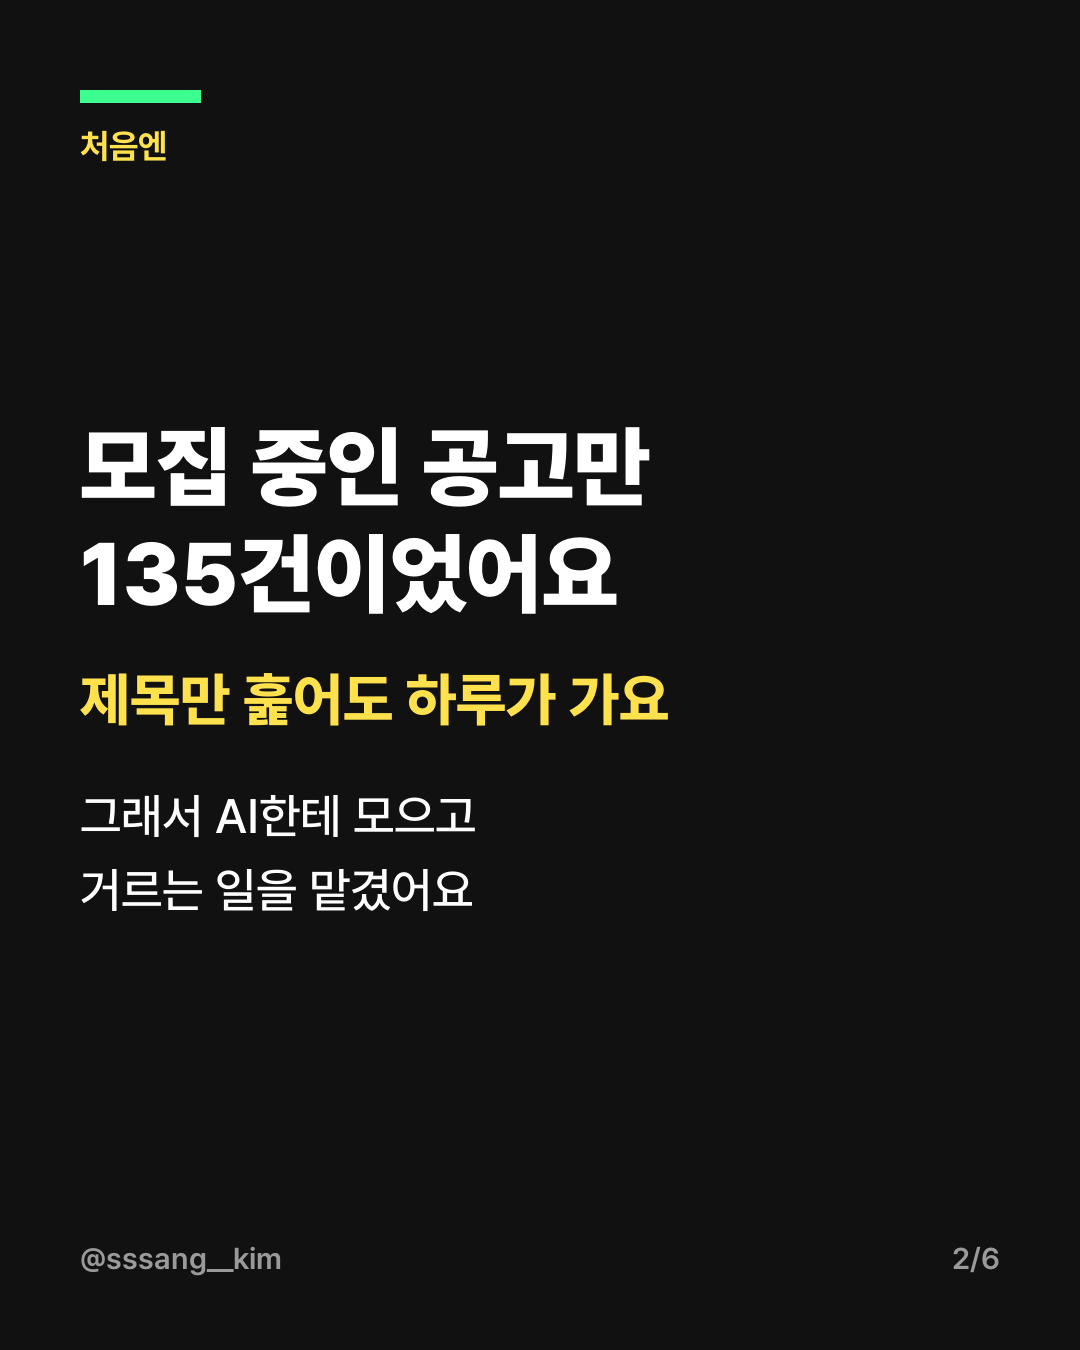 처음엔
모집 중인 공고만
135건이었어요
제목만 훑어도 하루가 가요
그래서 AI한테 모으고
거르는 일을 맡겼어요
@sssang__kim
2/6